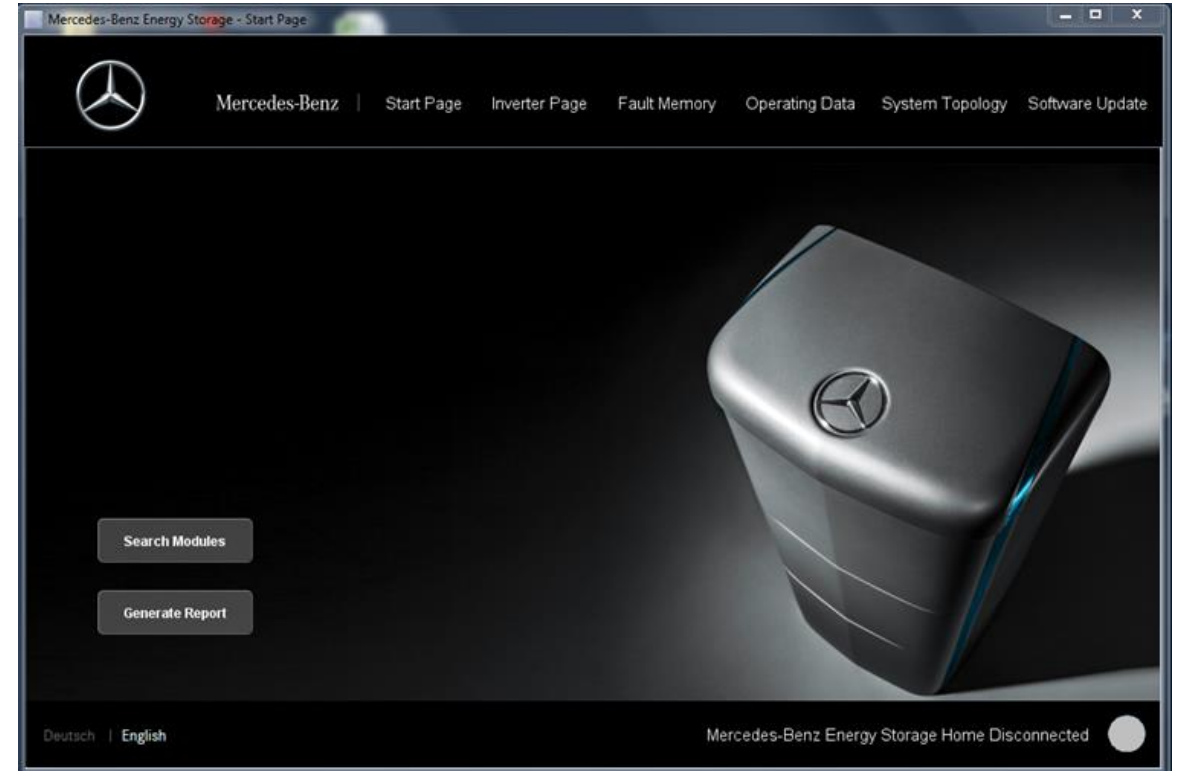 Mercedes-Benz Energy Storage - Start Page
Mercedes-Benz | Start Page Inverter Page Fault Memory Operating Data System Topology Software Update
Search Modules
Generate Report
Deutsch | English Mercedes-Benz Energy Storage Home Disconnected